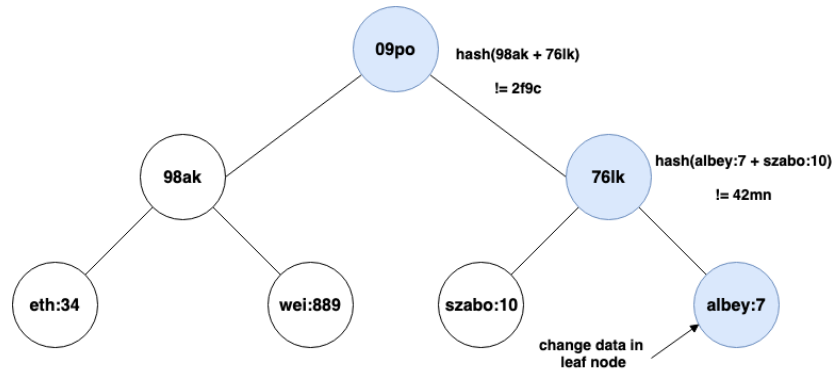 09po
hash(98ak + 76lk)
!= 2f9c
98ak
76lk
hash(albey:7 + szabo:10)
!= 42mn
eth:34
wei:889
szabo:10
albey:7
change data in
leaf node